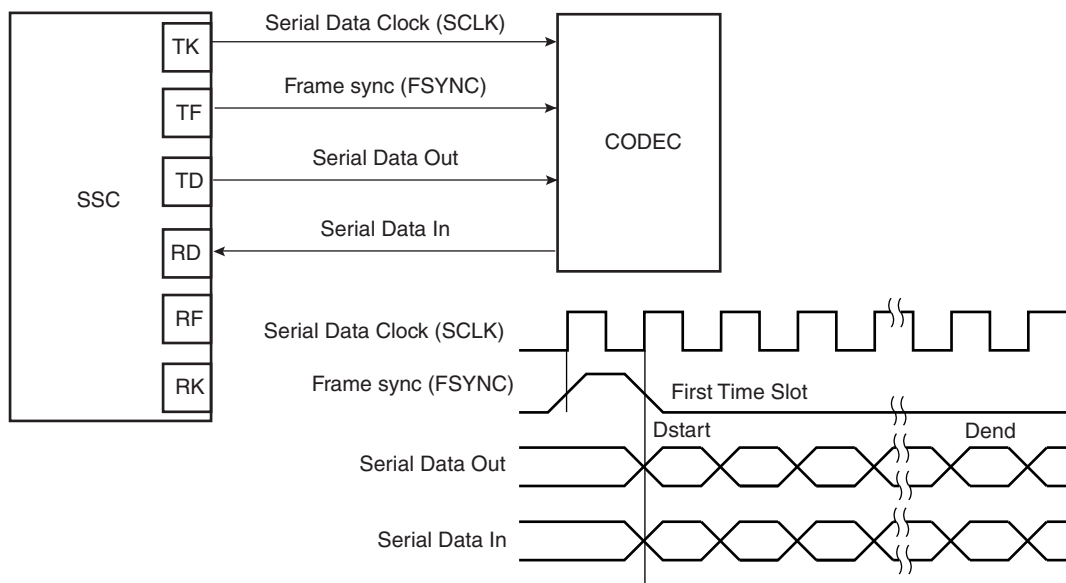 Serial Data Clock (SCLK)
TK
Frame sync (FSYNC)
TF
CODEC
Serial Data Out
TD
SSC
Serial Data In
RD
RF
Serial Data Clock (SCLK)
RK
Frame sync (FSYNC)
First Time Slot
Dstart
Dend
Serial Data Out
Serial Data In